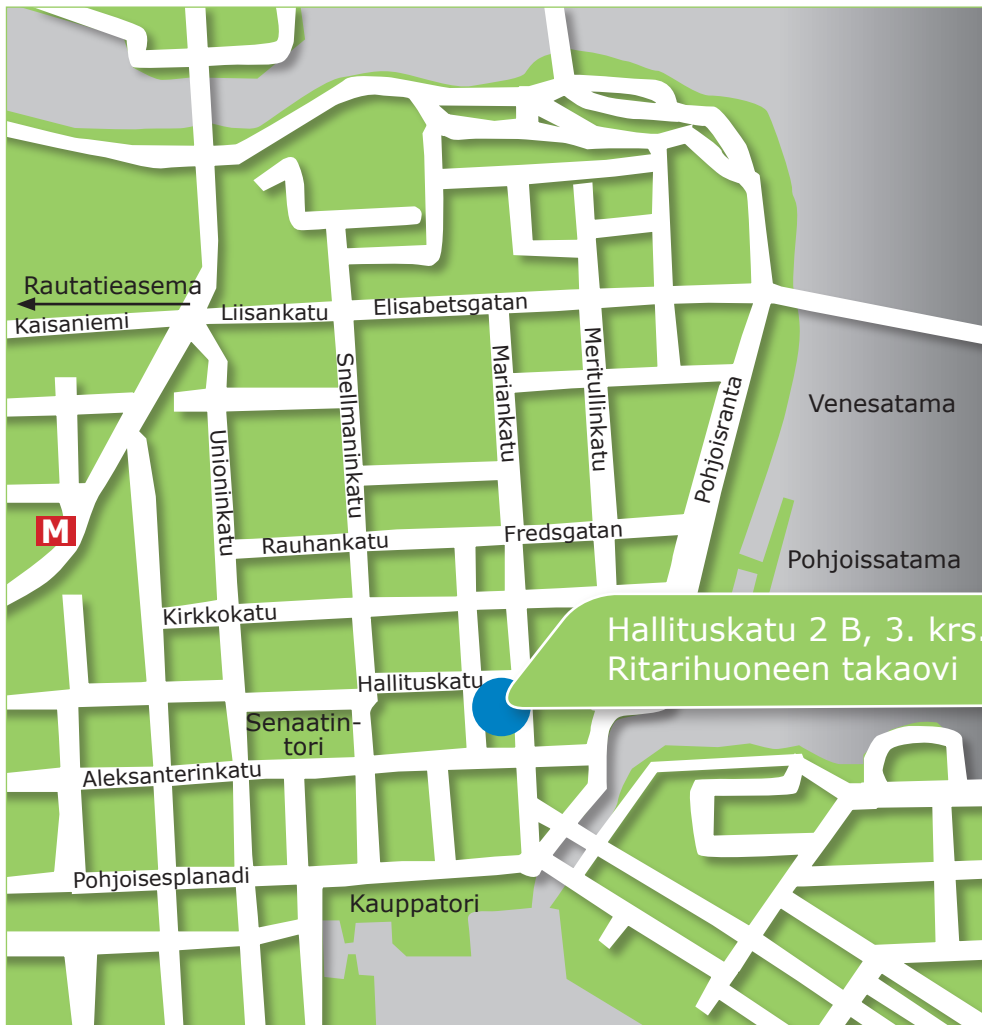 Rautatieasema
Kaisaniemi
Liisankatu
Elisabetsgatan
Snellmaninkatu
Mariankatu
Meritullinkatu
Pohjoisranta
Venesatama
Unioninkatu
M
Rauhankatu
Fredsgatan
Pohjoissatama
Kirkkokatu
Hallituskatu 2 B, 3. krs.
Ritarihuoneen takaovi
Hallituskatu
Senaatin-
tori
Aleksanterinkatu
Pohjoisesplanadi
Kauppatori